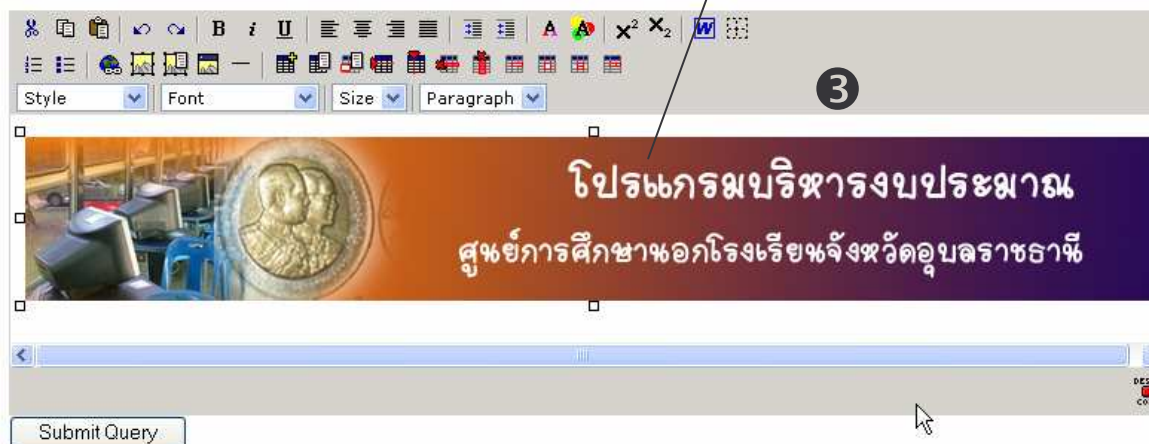 B i U A A X² X₂ W
Style Font Size Paragraph
❸
โปรแกรมบริหารงบประมาณ
ศูนย์การศึกษานอกโรงเรียนจังหวัดอุบลราชธานี
Submit Query